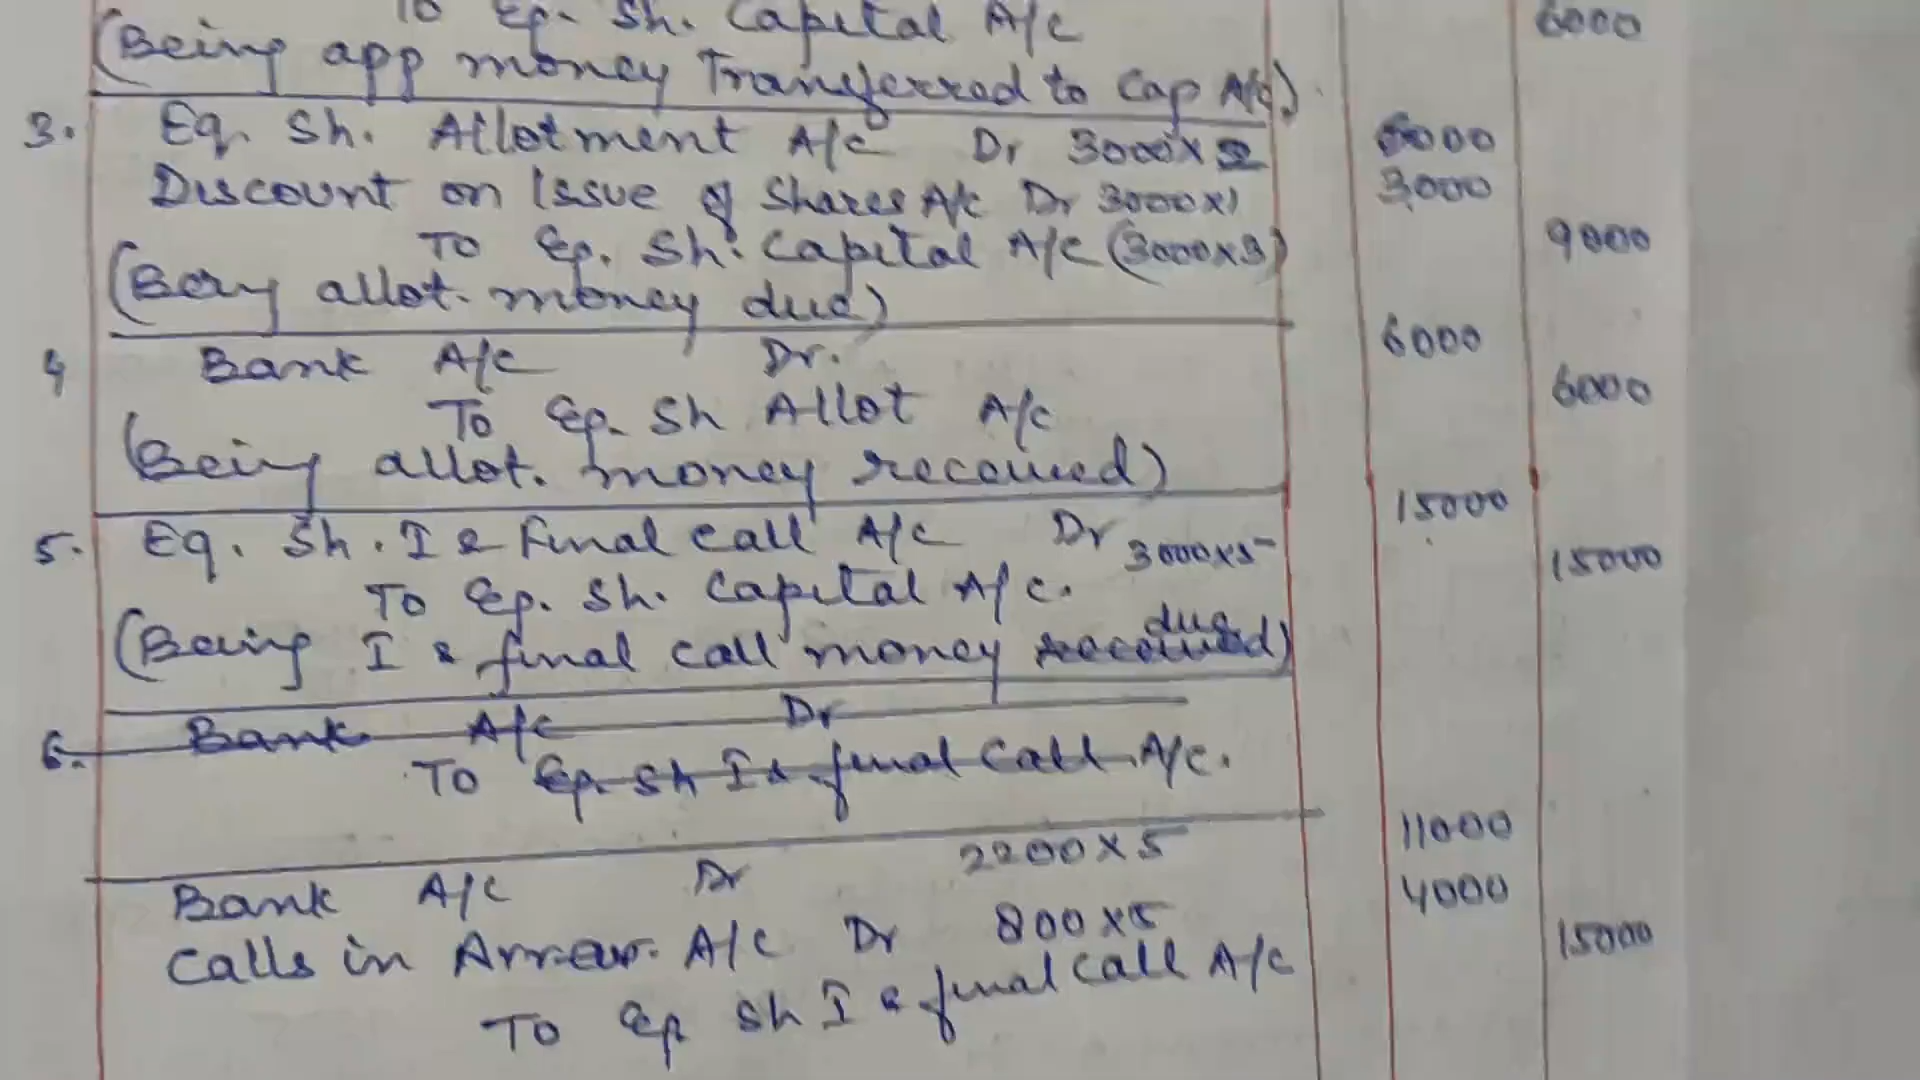 To Eq. Sh. Capital A/c 6000
(Being app money Transferred to Cap A/c)
3. Eq. Sh. Allotment A/c Dr 3000x2 6000
Discount on Issue of Shares A/c Dr 3000x1 3,000
To Eq. Sh. Capital A/c (3000x3) 9000
(Being allot. money due)
4 Bank A/c Dr. 6000
To Eq. Sh Allot A/c 6000
(Being allot. money received)
5. Eq. Sh. I & Final Call A/c Dr 3000x5 15000
To Eq. Sh. Capital A/c. 15000
(Being I & final call money received due)
6. Bank A/c Dr
To Eq. Sh I & final Call A/c.
Bank A/c Dr 2200x5 11000
Calls in Arrear. A/c Dr 800x5 4000
To Eq Sh I & final Call A/c 15000